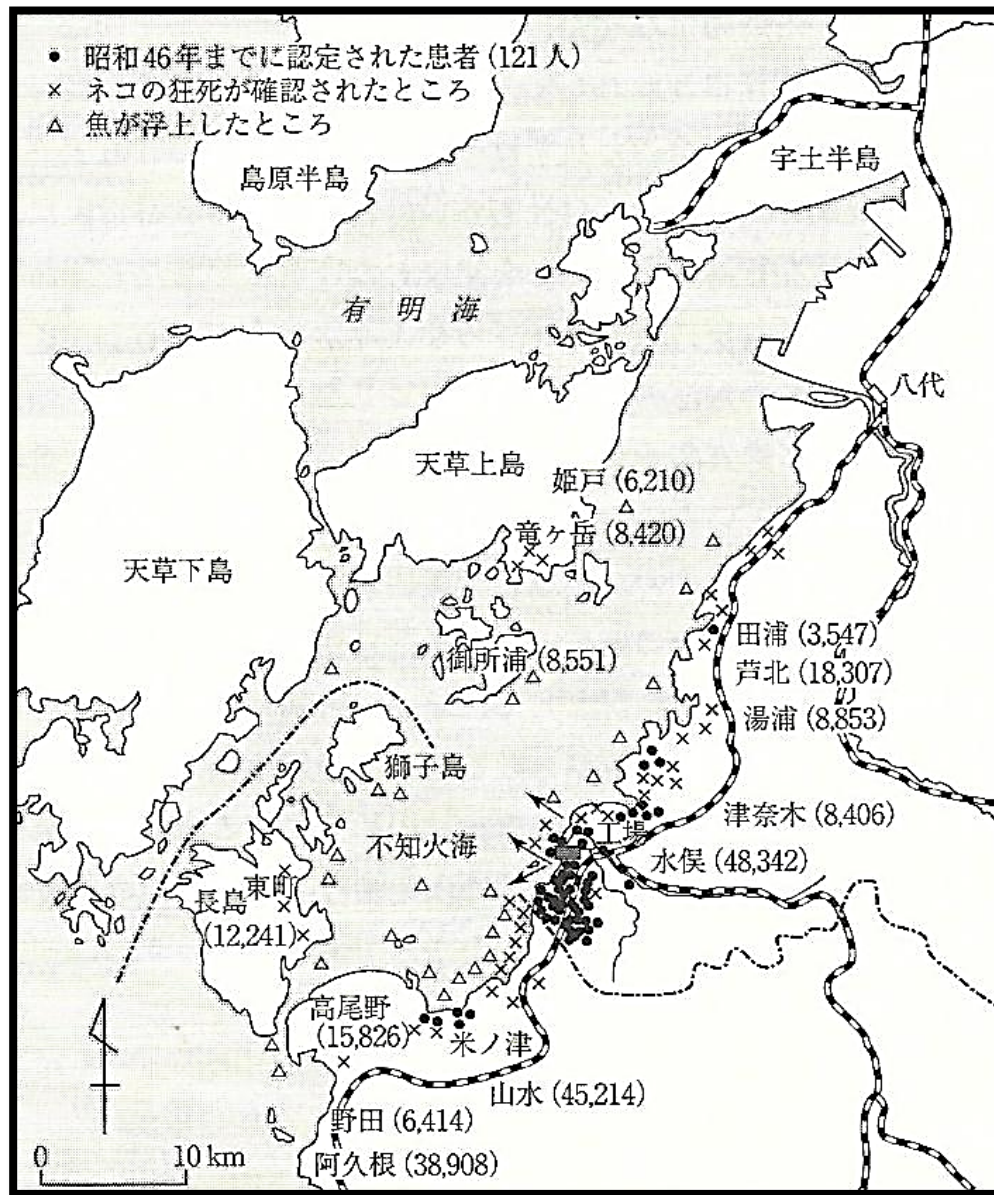 • 昭和46年までに認定された患者(121人)
× ネコの狂死が確認されたところ
△ 魚が浮上したところ
島原半島
宇土半島
有明海
八代
天草上島
姫戸(6,210)
竜ヶ岳(8,420)
天草下島
田浦(3,547)
御所浦(8,551)
芦北(18,307)
湯浦(8,853)
獅子島
津奈木(8,406)
工場
不知火海
水俣(48,342)
東町
長島
(12,241)
高尾野
(15,826)
米ノ津
山水(45,214)
野田(6,414)
0 10km
阿久根(38,908)